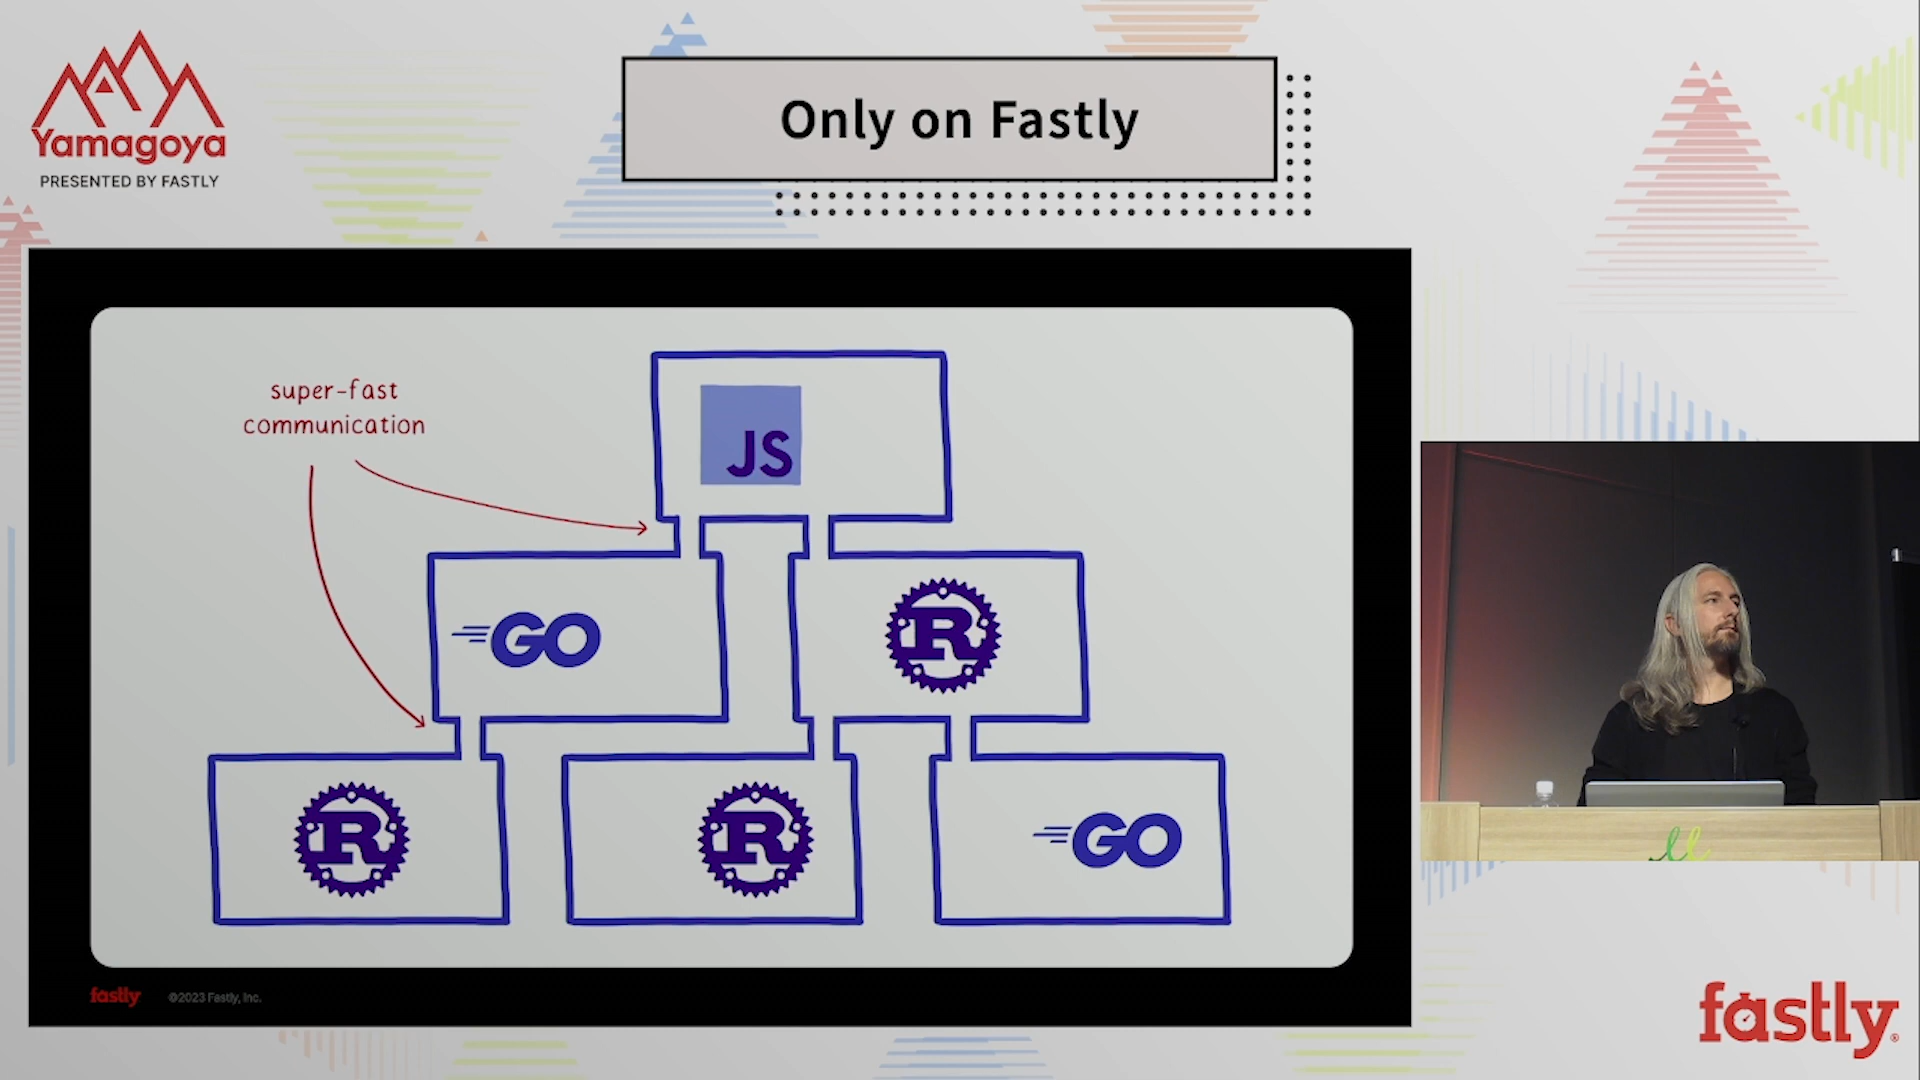 Yamagoya
PRESENTED BY FASTLY
Only on Fastly
super-fast
communication
JS
GO
R
R
R
GO
fastly
©2023 Fastly, Inc.
fastly®